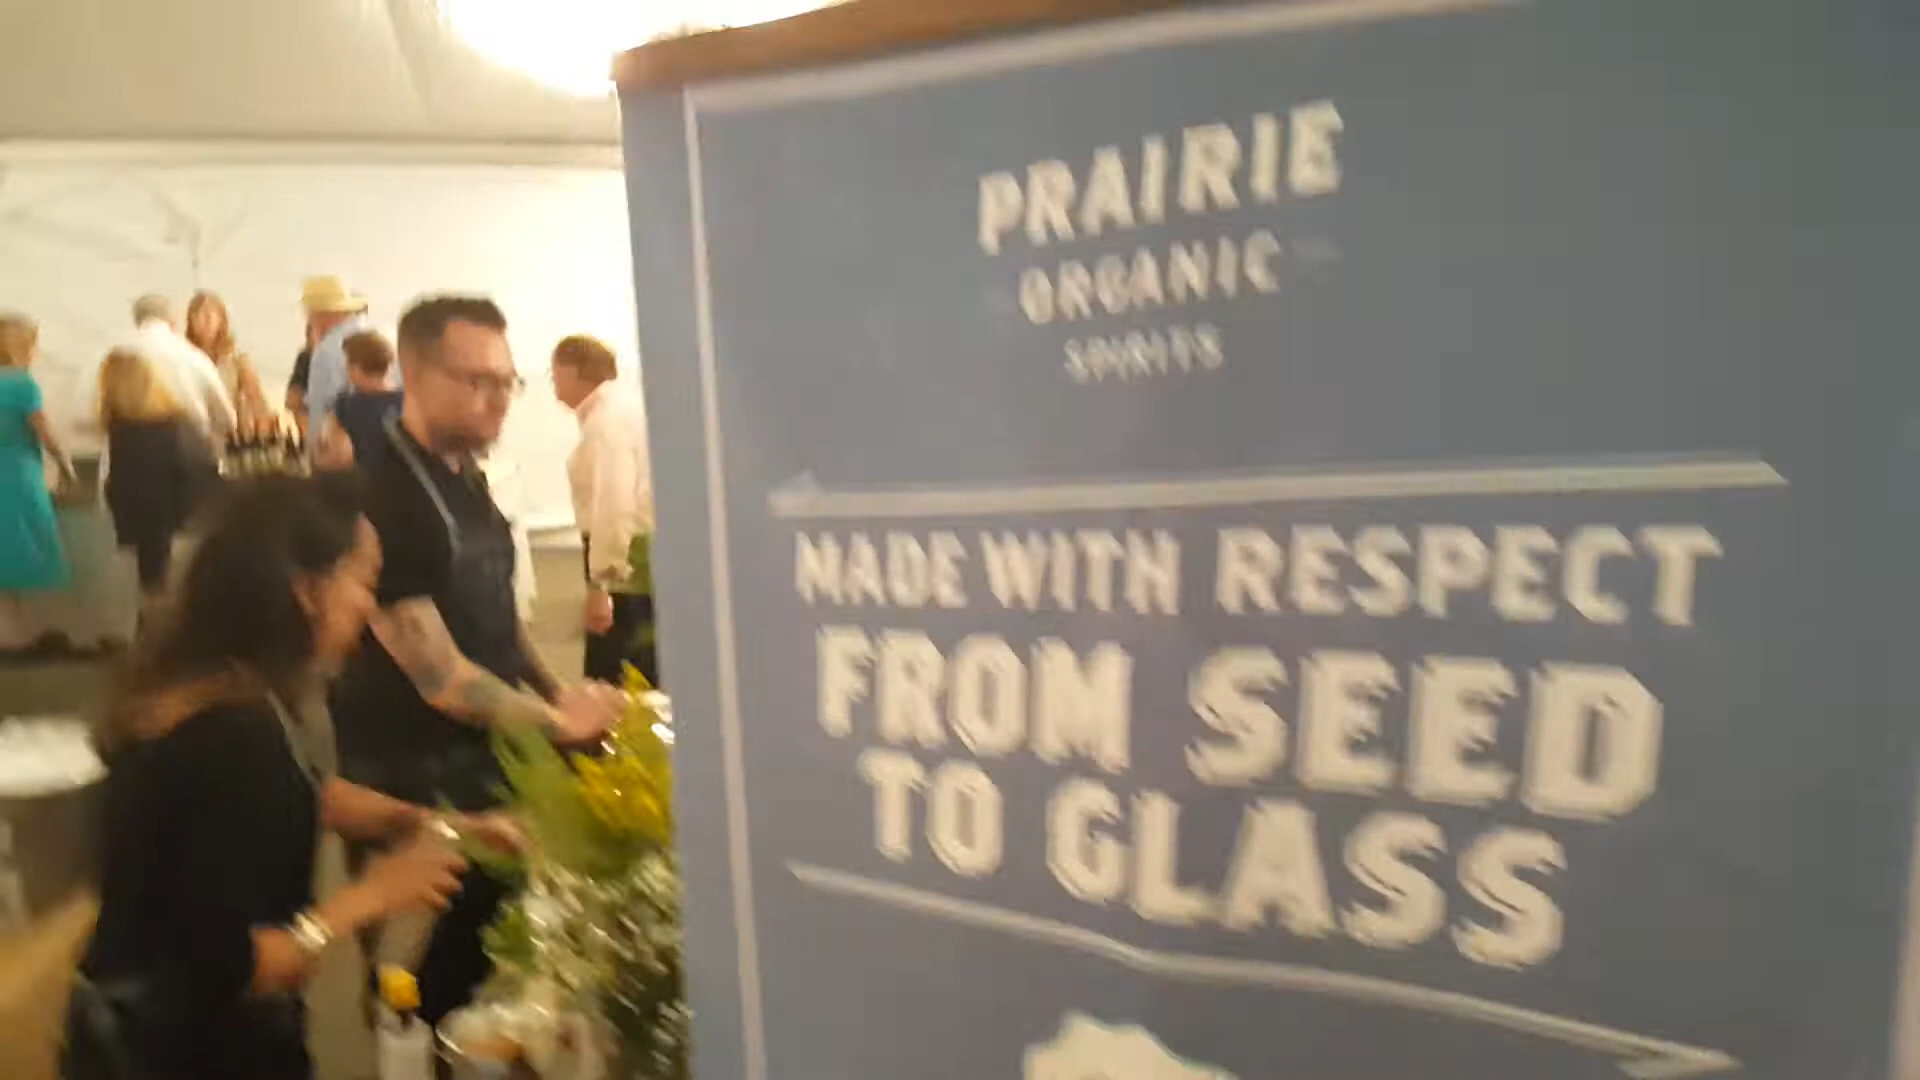 PRAIRIE
ORGANIC
SPIRITS
MADE WITH RESPECT
FROM SEED
TO GLASS